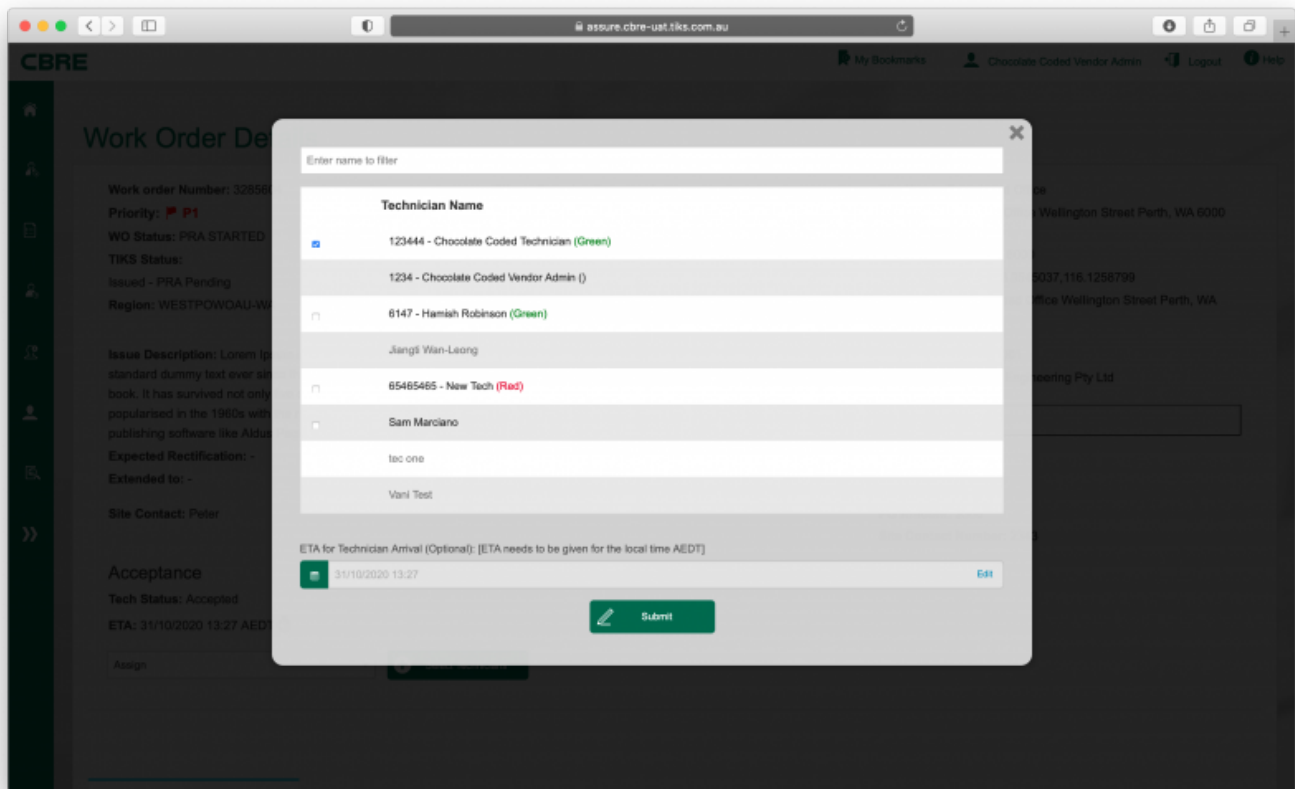 assure.cbre-uat.tiks.com.au
CBRE
My Bookmarks
Chocolate Coded Vendor Admin
Logout
Help
Work Order De
Work order Number:
Priority: P1
WO Status: PRA STARTED
TIKS Status:
Issued - PRA Pending
Region: WESTPOWOAU-WA
Issue Description: Lorem
standard dummy text ever
book. It has survived not only
popularised in the 1960s with
publishing software like Aldus
Expected Rectification: -
Extended to: -
Site Contact: Peter
Acceptance
Tech Status: Accepted
ETA: 31/10/2020 13:27 AEDT
Assign
Enter name to filter
Technician Name
123444 - Chocolate Coded Technician (Green)
1234 - Chocolate Coded Vendor Admin ()
6147 - Hamish Robinson (Green)
Jiangti Wan-Leong
65465465 - New Tech (Red)
Sam Marciano
tec one
Vani Test
ETA for Technician Arrival (Optional): [ETA needs to be given for the local time AEDT]
31/10/2020 13:27
Edit
Submit
Wellington Street Perth, WA 6000
5037,116.1258799
ffice Wellington Street Perth, WA
eering Pty Ltd